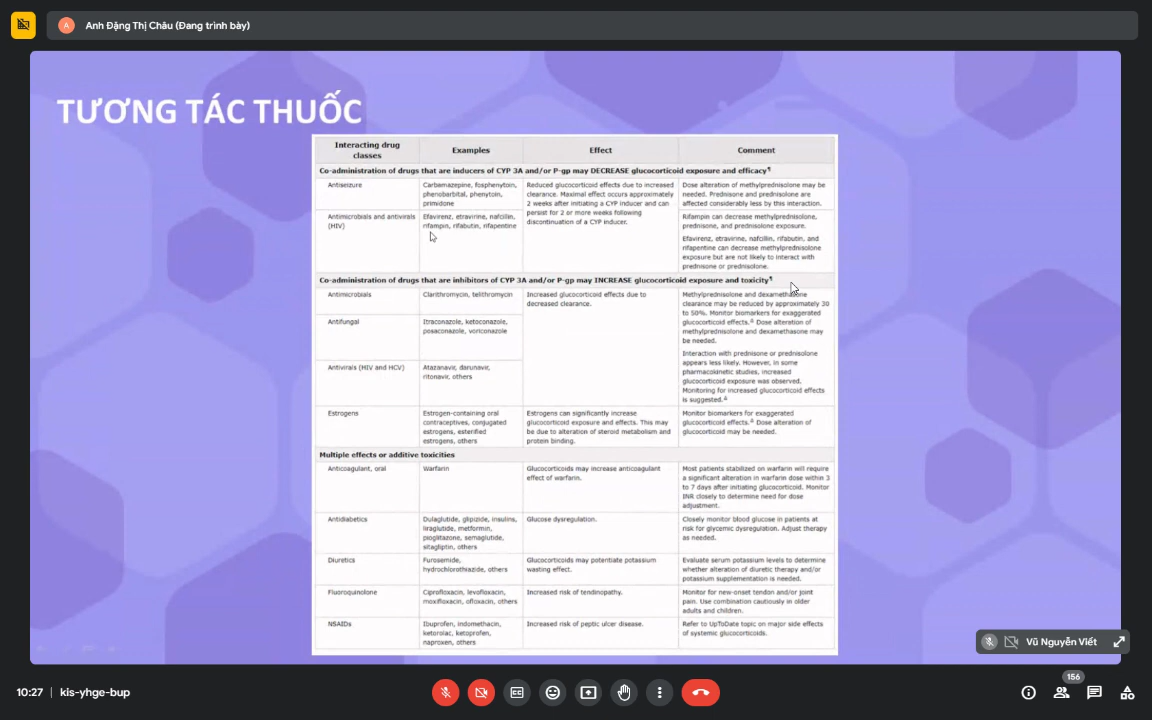 A
Anh Đặng Thị Châu (Đang trình bày)
TƯƠNG TÁC THUỐC
Interacting drug classes
Examples
Effect
Comment
Co-administration of drugs that are inducers of CYP 3A and/or P-gp may DECREASE glucocorticoid exposure and efficacy¶
Antiseizure
Carbamazepine, fosphenytoin,
phenobarbital, phenytoin,
primidone
Reduced glucocorticoid effects due to increased
clearance. Maximal effect occurs approximately
2 weeks after initiating a CYP inducer and can
persist for 2 or more weeks following
discontinuation of a CYP inducer.
Dose alteration of methylprednisolone may be
needed. Prednisone and prednisolone are
affected considerably less by this interaction.
Antimicrobials and antivirals
(HIV)
Efavirenz, etravirine, nafcillin,
rifampin, rifabutin, rifapentine
Rifampin can decrease methylprednisolone,
prednisone, and prednisolone exposure.
Efavirenz, etravirine, nafcillin, rifabutin, and
rifapentine can decrease methylprednisolone
exposure but are not likely to interact with
prednisone or prednisolone.
Co-administration of drugs that are inhibitors of CYP 3A and/or P-gp may INCREASE glucocorticoid exposure and toxicity¶
Antimicrobials
Clarithromycin, telithromycin
Increased glucocorticoid effects due to
decreased clearance.
Methylprednisolone and dexamethasone
clearance may be reduced by approximately 30
to 50%. Monitor biomarkers for exaggerated
glucocorticoid effects.Δ Dose alteration of
methylprednisolone and dexamethasone may
be needed.
Antifungal
Itraconazole, ketoconazole,
posaconazole, voriconazole
Interaction with prednisone or prednisolone
appears less likely. However, in some
pharmacokinetic studies, increased
glucocorticoid exposure was observed.
Monitoring for increased glucocorticoid effects
is suggested.Δ
Antivirals (HIV and HCV)
Atazanavir, darunavir,
ritonavir, others
Estrogens
Estrogen-containing oral
contraceptives, conjugated
estrogens, esterified
estrogens, others
Estrogens can significantly increase
glucocorticoid exposure and effects. This may
be due to alteration of steroid metabolism and
protein binding.
Monitor biomarkers for exaggerated
glucocorticoid effects.Δ Dose alteration of
glucocorticoid may be needed.
Multiple effects or additive toxicities
Anticoagulant, oral
Warfarin
Glucocorticoids may increase anticoagulant
effect of warfarin.
Most patients stabilized on warfarin will require
a significant alteration in warfarin dose within 3
to 7 days after initiating glucocorticoid. Monitor
INR closely to determine need for dose
adjustment.
Antidiabetics
Dulaglutide, glipizide, insulins,
liraglutide, metformin,
pioglitazone, semaglutide,
sitagliptin, others
Glucose dysregulation.
Closely monitor blood glucose in patients at
risk for glycemic dysregulation. Adjust therapy
as needed.
Diuretics
Furosemide,
hydrochlorothiazide, others
Glucocorticoids may potentiate potassium
wasting effect.
Evaluate serum potassium levels to determine
whether alteration of diuretic therapy and/or
potassium supplementation is needed.
Fluoroquinolone
Ciprofloxacin, levofloxacin,
moxifloxacin, ofloxacin, others
Increased risk of tendinopathy.
Monitor for new-onset tendon and/or joint
pain. Use combination cautiously in older
adults and children.
NSAIDs
Ibuprofen, indomethacin,
ketorolac, ketoprofen,
naproxen, others
Increased risk of peptic ulcer disease.
Refer to UpToDate topic on major side effects
of systemic glucocorticoids.
Vũ Nguyễn Viết
10:27 | kis-yhge-bup
156